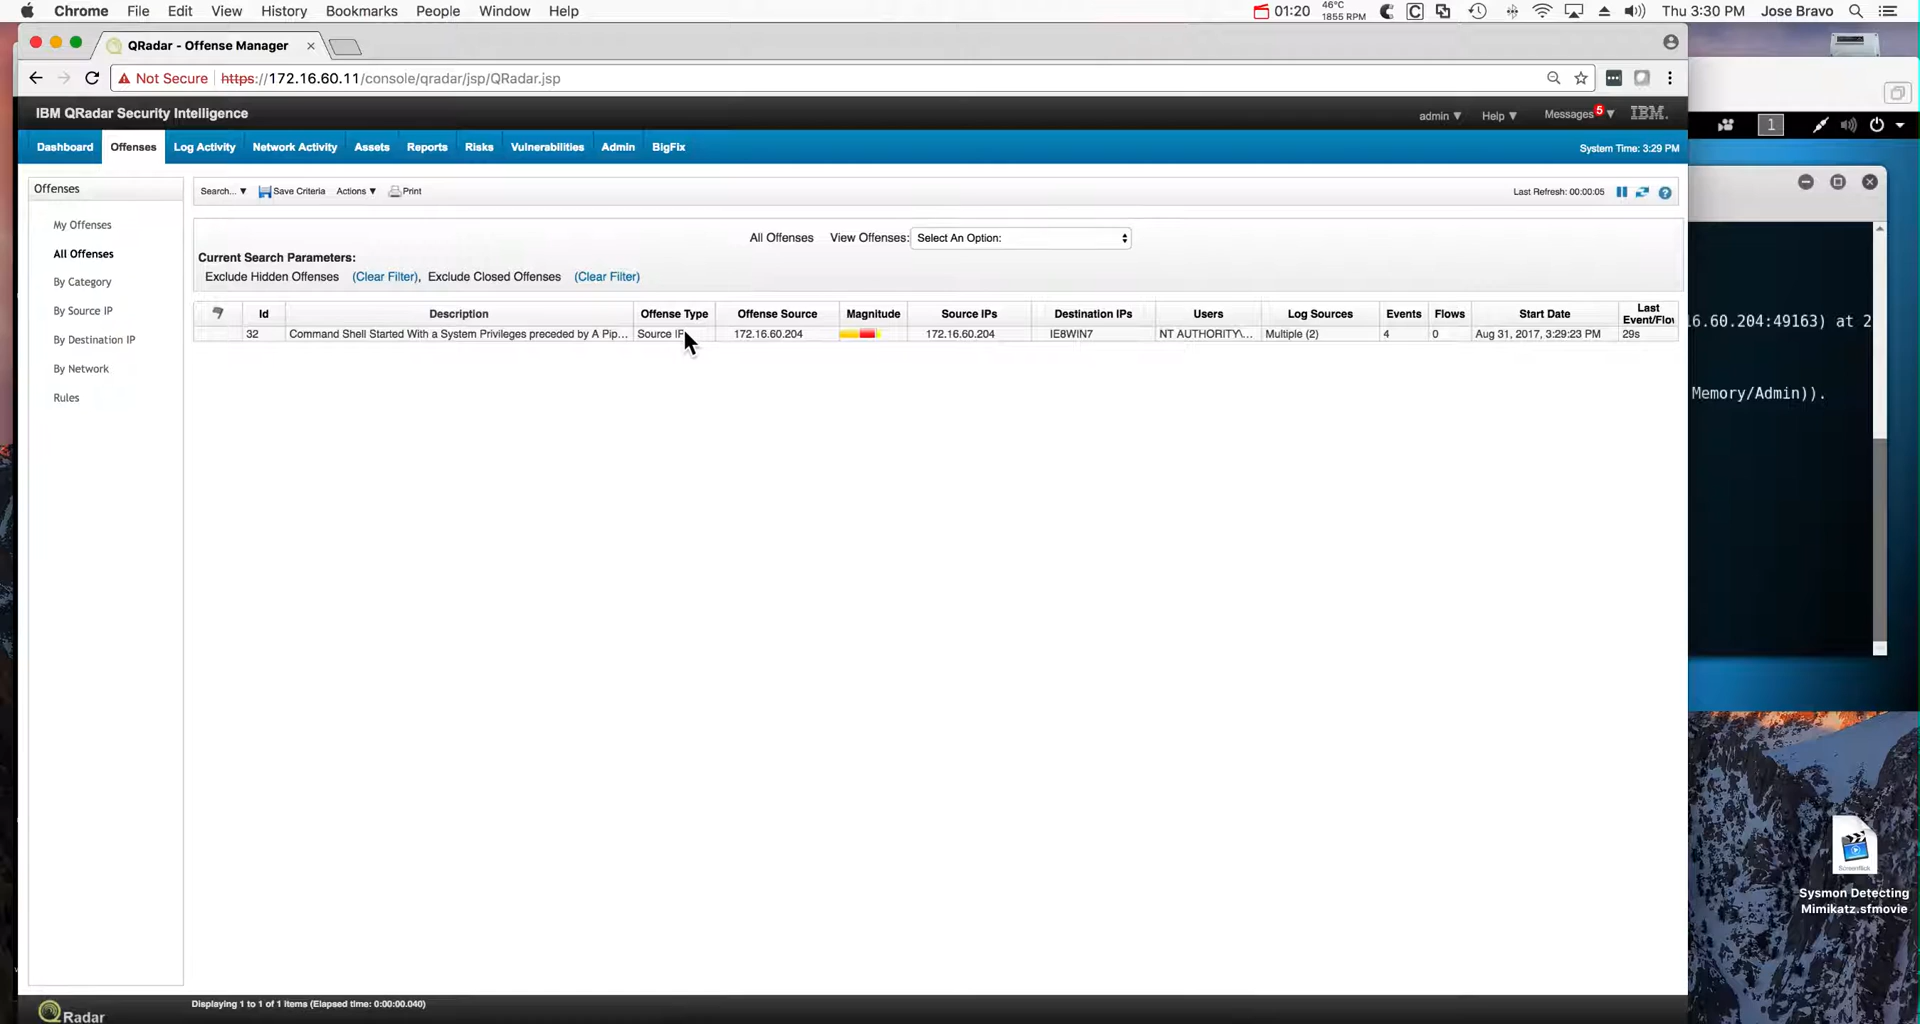 Chrome File Edit View History Bookmarks People Window Help 01:20 46°C 1855 RPM Thu 3:30 PM Jose Bravo
QRadar - Offense Manager
Not Secure https://172.16.60.11/console/qradar/jsp/QRadar.jsp
IBM QRadar Security Intelligence admin Help Messages 5 IBM.
1
Dashboard Offenses Log Activity Network Activity Assets Reports Risks Vulnerabilities Admin BigFix System Time: 3:29 PM
Offenses
My Offenses
All Offenses
By Category
By Source IP
By Destination IP
By Network
Rules
Search... Save Criteria Actions Print Last Refresh: 00:00:05
All Offenses View Offenses: Select An Option:
Current Search Parameters:
Exclude Hidden Offenses (Clear Filter), Exclude Closed Offenses (Clear Filter)
Id Description Offense Type Offense Source Magnitude Source IPs Destination IPs Users Log Sources Events Flows Start Date Last Event/Flow
32 Command Shell Started With a System Privileges preceded by A Pip... Source IP 172.16.60.204 172.16.60.204 IE8WIN7 NT AUTHORITY\... Multiple (2) 4 0 Aug 31, 2017, 3:29:23 PM 29s
16.60.204:49163) at 2
Memory/Admin)).
Screenflick
Sysmon Detecting
Mimikatz.sfmovie
Displaying 1 to 1 of 1 items (Elapsed time: 0:00:00.040)
QRadar